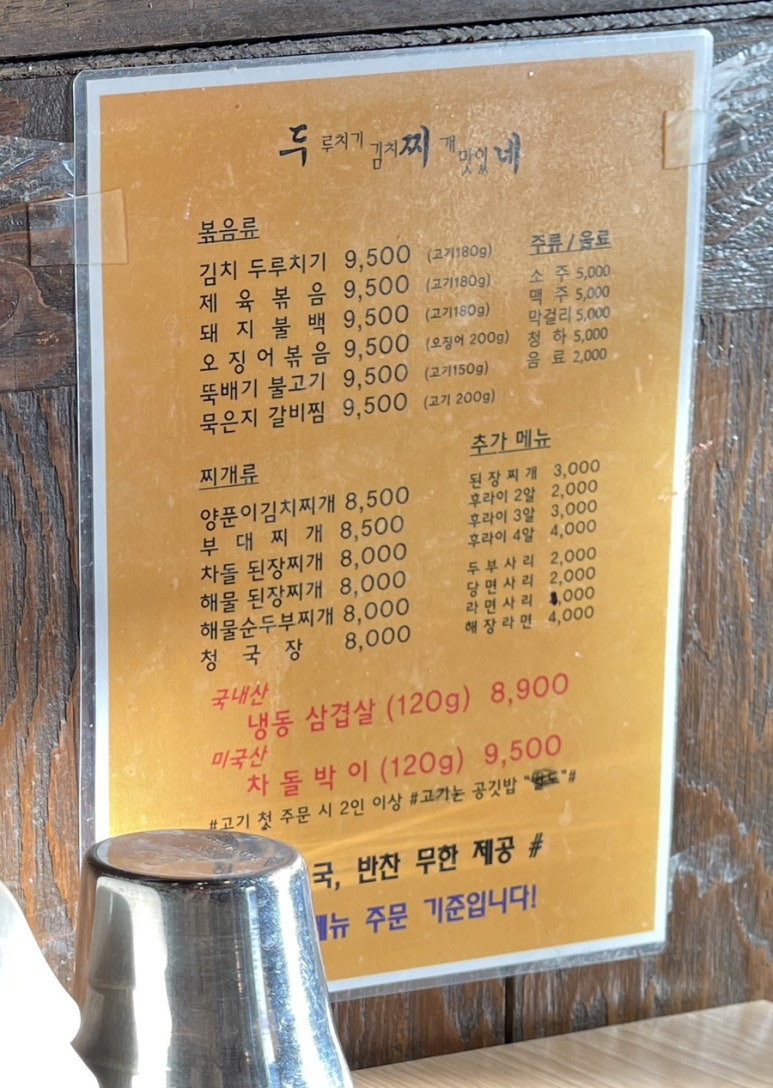 두루치기 김치찌개 맛있네
볶음류
김치 두루치기 9,500 (고기180g)
제육볶음 9,500 (고기180g)
돼지불백 9,500 (고기180g)
오징어볶음 9,500 (오징어 200g)
뚝배기 불고기 9,500 (고기150g)
묵은지 갈비찜 9,500 (고기 200g)
주류/음료
소주 5,000
맥주 5,000
막걸리 5,000
청하 5,000
음료 2,000
찌개류
양푼이김치찌개 8,500
부대찌개 8,500
차돌 된장찌개 8,000
해물 된장찌개 8,000
해물순두부찌개 8,000
청국장 8,000
추가 메뉴
된장찌개 3,000
후라이 2알 2,000
후라이 3알 3,000
후라이 4알 4,000
두부사리 2,000
당면사리 2,000
라면사리
해장라면 4,000
국내산
냉동 삼겹살 (120g) 8,900
미국산
차돌박이 (120g) 9,500
#고기 첫 주문 시 2인 이상 #고기는 공깃밥 "#
국, 반찬 무한 제공 #
주문 기준입니다!